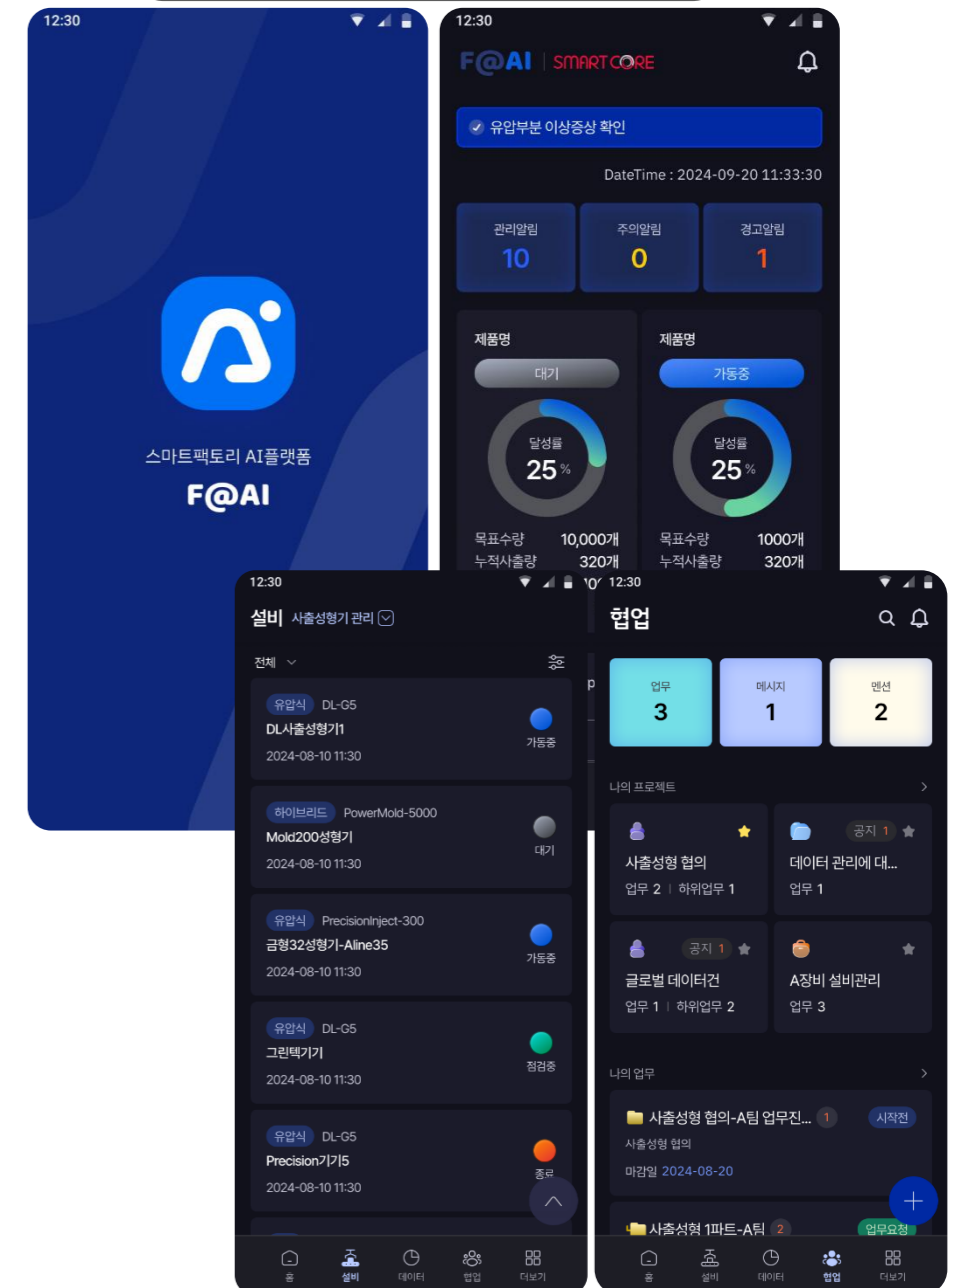 12:30
스마트팩토리 AI플랫폼
F@AI
12:30
F@AI SMARTCORE
유압부분 이상증상 확인
DateTime : 2024-09-20 11:33:30
관리알림 주의알림 경고알림
10 0 1
제품명 제품명
대기 가동중
달성률 달성률
25 % 25 %
목표수량 10,000개 목표수량 1000개
누적사출량 320개 누적사출량 320개
12:30
설비 사출성형기 관리
전체
유압식 DL-G5
DL사출성형기1
2024-08-10 11:30
가동중
하이브리드 PowerMold-5000
Mold200성형기
2024-08-10 11:30
대기
유압식 PrecisionInject-300
금형32성형기-Aline35
2024-08-10 11:30
가동중
유압식 DL-G5
그린텍기기
2024-08-10 11:30
점검중
유압식 DL-G5
Precision기기5
2024-08-10 11:30
종료
홈 설비 데이터 협업 더보기
12:30
협업
업무 메시지 멘션
3 1 2
나의 프로젝트
사출성형 협의
업무 2 하위업무 1
공지 1
데이터 관리에 대...
업무 1
공지 1
글로벌 데이터건
업무 1 하위업무 2
A장비 설비관리
업무 3
나의 업무
사출성형 협의-A팀 업무진... 1 시작전
사출성형 협의
마감일 2024-08-20
사출성형 1파트-A팀 2 업무요청
홈 설비 데이터 협업 더보기